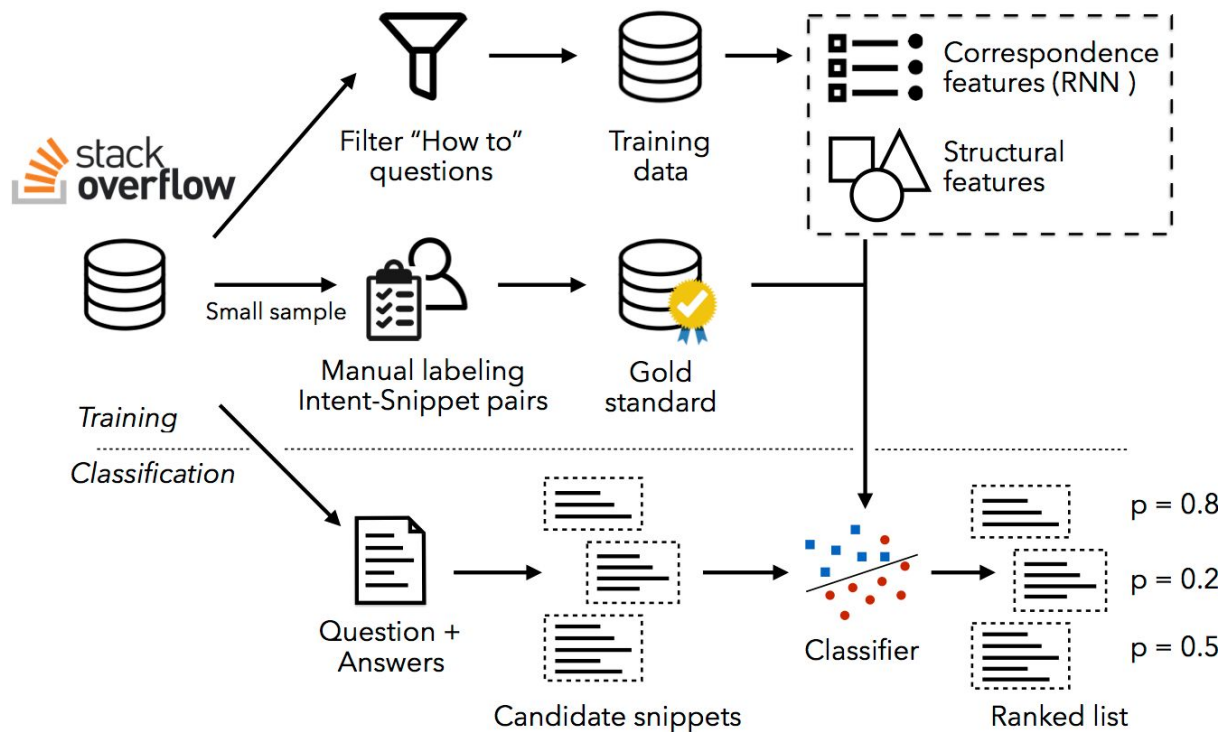 stack
overflow
Filter “How to”
questions
Training
data
Correspondence
features (RNN )
Structural
features
Small sample
Manual labeling
Intent-Snippet pairs
Gold
standard
Training
Classification
Question +
Answers
Candidate snippets
Classifier
p = 0.8
p = 0.2
p = 0.5
Ranked list